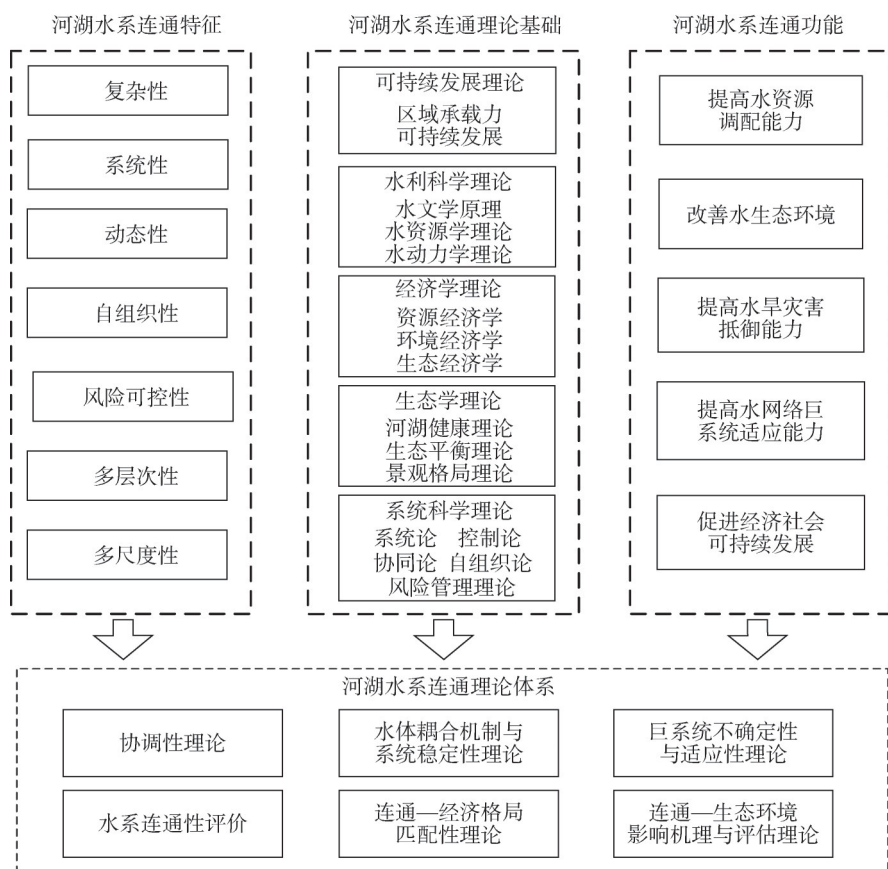 河湖水系连通特征
复杂性
系统性
动态性
自组织性
风险可控性
多层次性
多尺度性
河湖水系连通理论基础
可持续发展理论
区域承载力
可持续发展
水利科学理论
水文学原理
水资源学理论
水动力学理论
经济学理论
资源经济学
环境经济学
生态经济学
生态学理论
河湖健康理论
生态平衡理论
景观格局理论
系统科学理论
系统论 控制论
协同论 自组织论
风险管理理论
河湖水系连通功能
提高水资源
调配能力
改善水生态环境
提高水旱灾害
抵御能力
提高水网络巨
系统适应能力
促进经济社会
可持续发展
河湖水系连通理论体系
协调性理论
水体耦合机制与
系统稳定性理论
巨系统不确定性
与适应性理论
水系连通性评价
连通—经济格局
匹配性理论
连通—生态环境
影响机理与评估理论